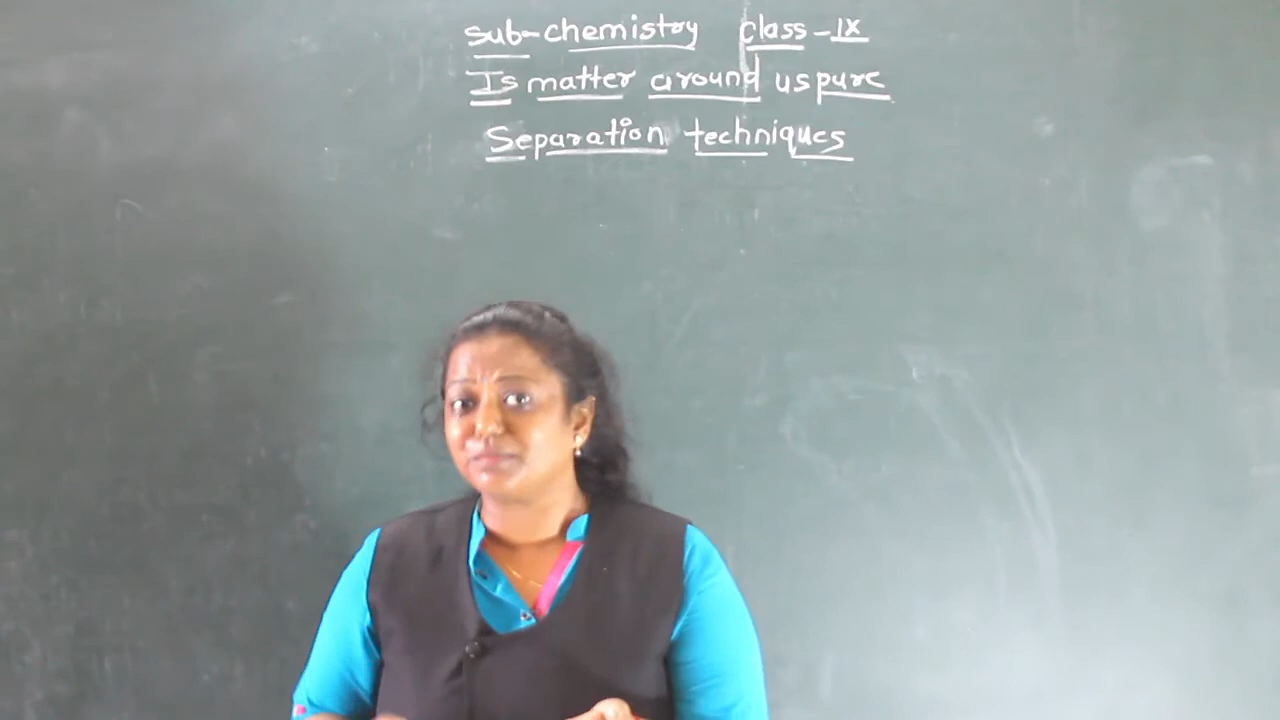 sub-chemistry class-IX
Is matter around us pure
Separation techniques